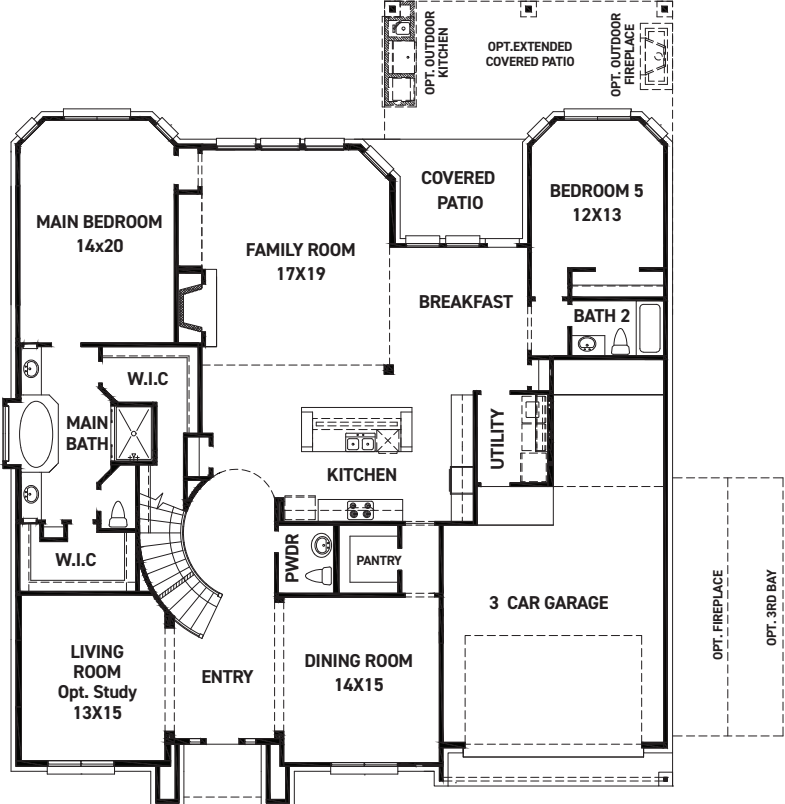 OPT. OUTDOOR
KITCHEN
OPT.EXTENDED
COVERED PATIO
OPT. OUTDOOR
FIREPLACE
COVERED
PATIO
BEDROOM 5
12X13
MAIN BEDROOM
14x20
FAMILY ROOM
17X19
BREAKFAST
BATH 2
W.I.C
MAIN
BATH
UTILITY
KITCHEN
W.I.C
PWDR
PANTRY
3 CAR GARAGE
OPT. FIREPLACE
OPT. 3RD BAY
LIVING
ROOM
Opt. Study
13X15
ENTRY
DINING ROOM
14X15